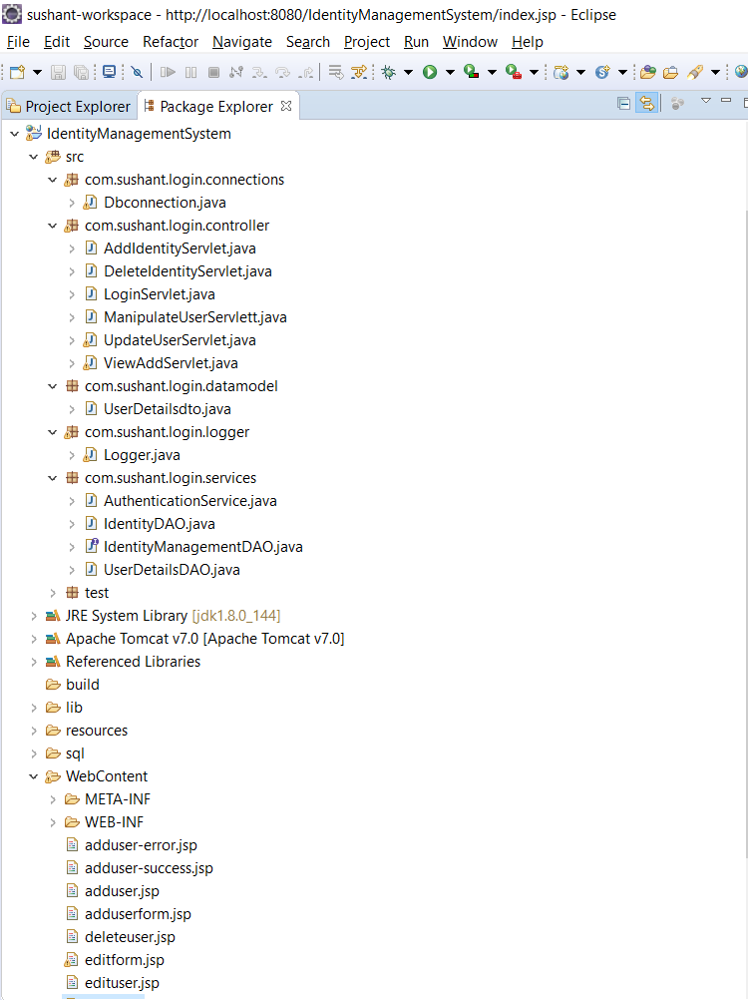 sushant-workspace - http://localhost:8080/IdentityManagementSystem/index.jsp - Eclipse
File Edit Source Refactor Navigate Search Project Run Window Help
Project Explorer Package Explorer
IdentityManagementSystem
src
com.sushant.login.connections
Dbconnection.java
com.sushant.login.controller
AddIdentityServlet.java
DeleteIdentityServlet.java
LoginServlet.java
ManipulateUserServlett.java
UpdateUserServlet.java
ViewAddServlet.java
com.sushant.login.datamodel
UserDetailsdto.java
com.sushant.login.logger
Logger.java
com.sushant.login.services
AuthenticationService.java
IdentityDAO.java
IdentityManagementDAO.java
UserDetailsDAO.java
test
JRE System Library [jdk1.8.0_144]
Apache Tomcat v7.0 [Apache Tomcat v7.0]
Referenced Libraries
build
lib
resources
sql
WebContent
META-INF
WEB-INF
adduser-error.jsp
adduser-success.jsp
adduser.jsp
adduserform.jsp
deleteuser.jsp
editform.jsp
edituser.jsp